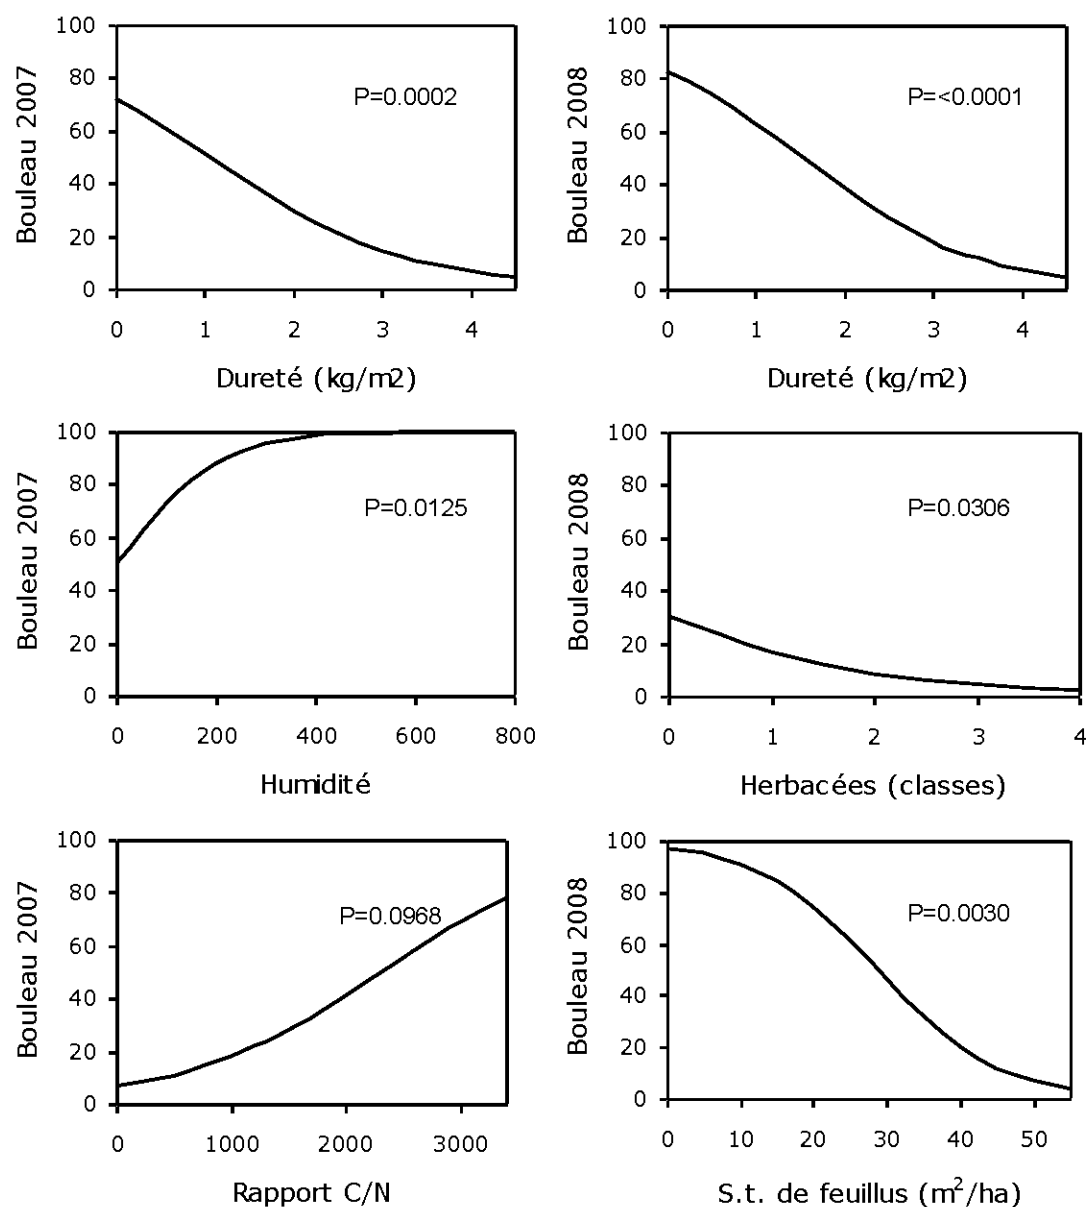 Bouleau 2007
100
80
60
40
20
0
P=0.0002
0 1 2 3 4
Dureté (kg/m2)
Bouleau 2008
100
80
60
40
20
0
P=<0.0001
0 1 2 3 4
Dureté (kg/m2)
Bouleau 2007
100
80
60
40
20
0
P=0.0125
0 200 400 600 800
Humidité
Bouleau 2008
100
80
60
40
20
0
P=0.0306
0 1 2 3 4
Herbacées (classes)
Bouleau 2007
100
80
60
40
20
0
P=0.0968
0 1000 2000 3000
Rapport C/N
Bouleau 2008
100
80
60
40
20
0
P=0.0030
0 10 20 30 40 50
S.t. de feuillus (m²/ha)